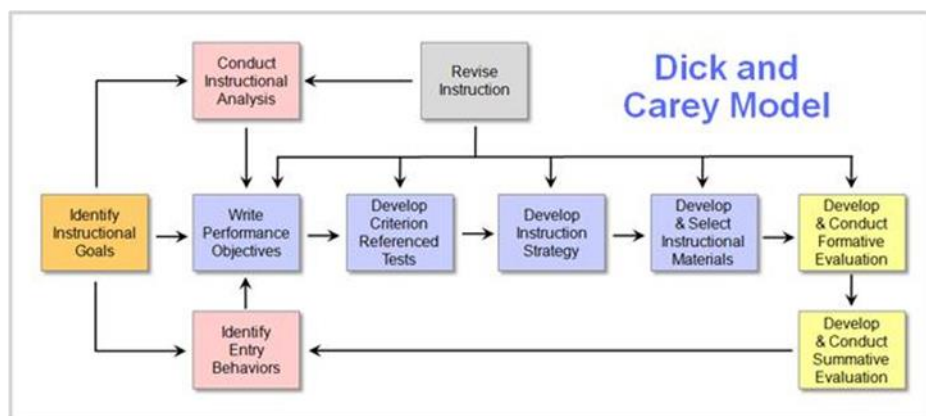 Conduct
Instructional
Analysis
Revise
Instruction
Dick and
Carey Model
Identify
Instructional
Goals
Write
Performance
Objectives
Develop
Criterion
Referenced
Tests
Develop
Instruction
Strategy
Develop
& Select
Instructional
Materials
Develop
& Conduct
Formative
Evaluation
Identify
Entry
Behaviors
Develop
& Conduct
Summative
Evaluation